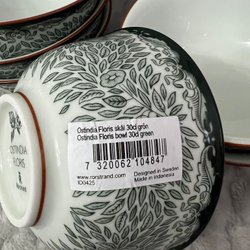 Ostindia Floris skål 30cl grön
Ostindia Floris bowl 30cl green
7 320062 104847
www.rorstrand.com
ID0425
Designed in Sweden
Made in Indonesia
OSTINDIA
FLORIS